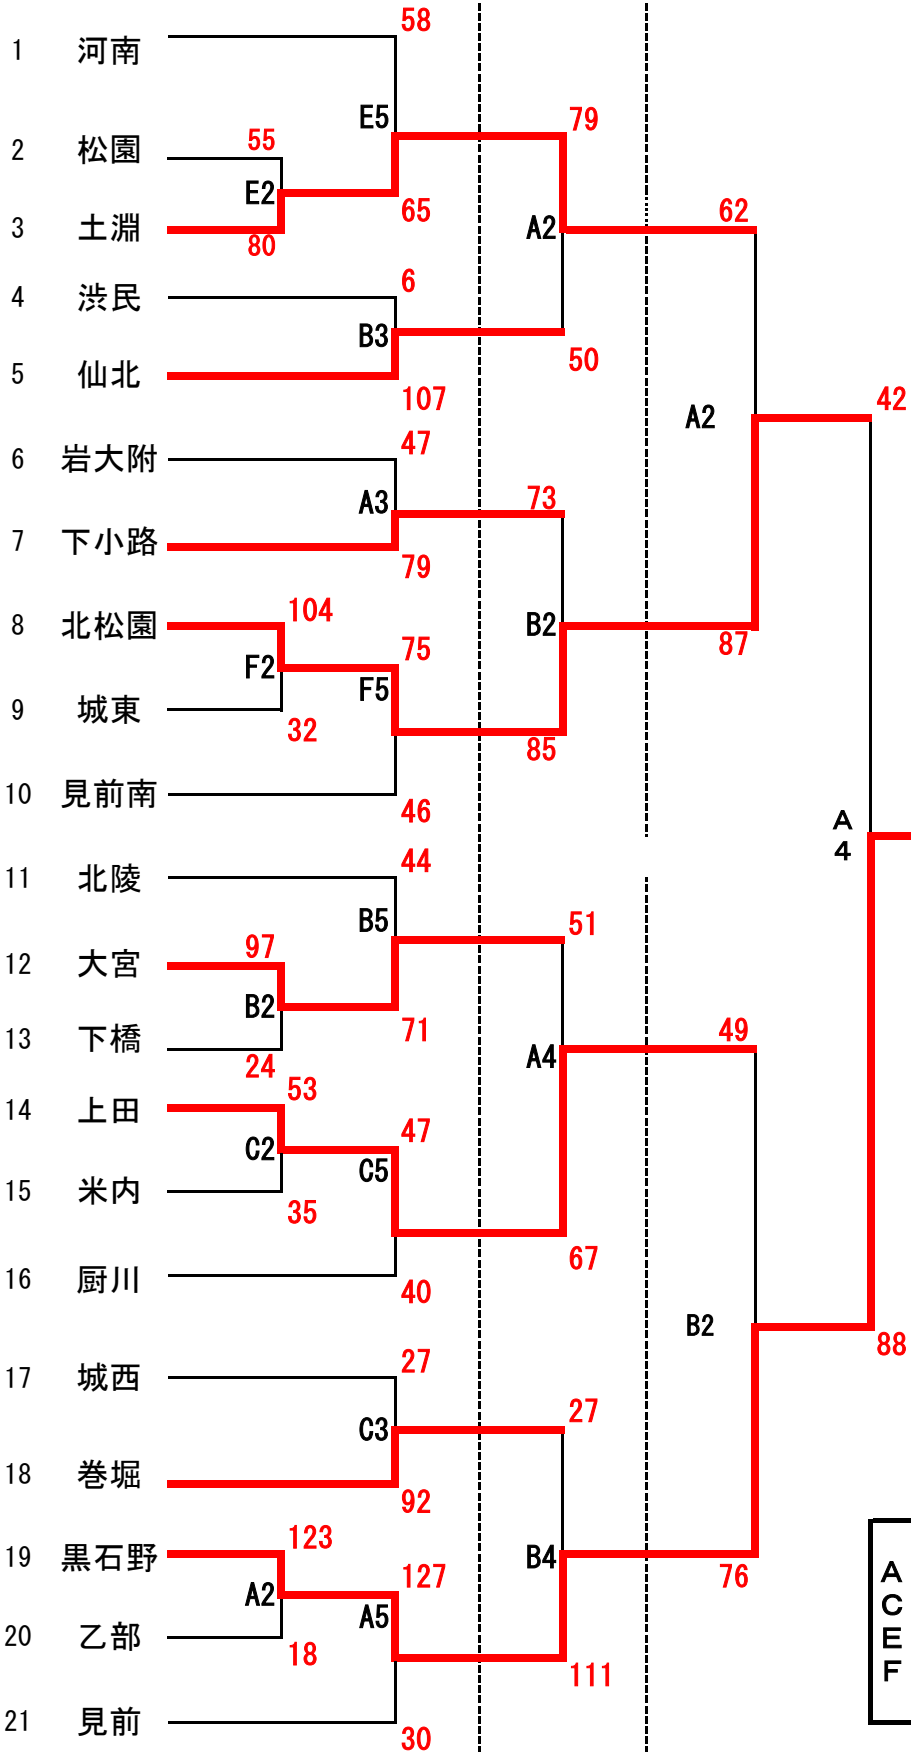 58
1 河南
E5
79
2 松園 55
E2
65
62
3 土淵 80
A2
4 渋民 6
B3
50
5 仙北 107
42
A2
6 岩大附 47
A3
73
7 下小路 79
8 北松園 104
75
B2
87
F2
F5
9 城東 32
85
10 見前南 46
A
4
11 北陵 44
B5
51
12 大宮 97
B2
71
49
13 下橋 24
A4
14 上田 53
47
C2
C5
15 米内 35
67
16 厨川 40
B2
88
17 城西 27
27
C3
18 巻堀 92
19 黒石野 123
127
B4
76
A2
A5
20 乙部 18
111
21 見前 30
A
C
E
F